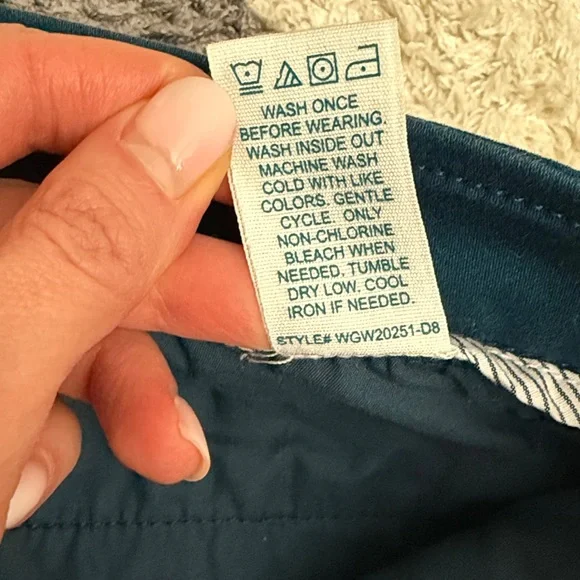 WASH ONCE
BEFORE WEARING.
WASH INSIDE OUT
MACHINE WASH
COLD WITH LIKE
COLORS. GENTLE
CYCLE. ONLY
NON-CHLORINE
BLEACH WHEN
NEEDED. TUMBLE
DRY LOW. COOL
IRON IF NEEDED.
STYLE# WGW20251-D8